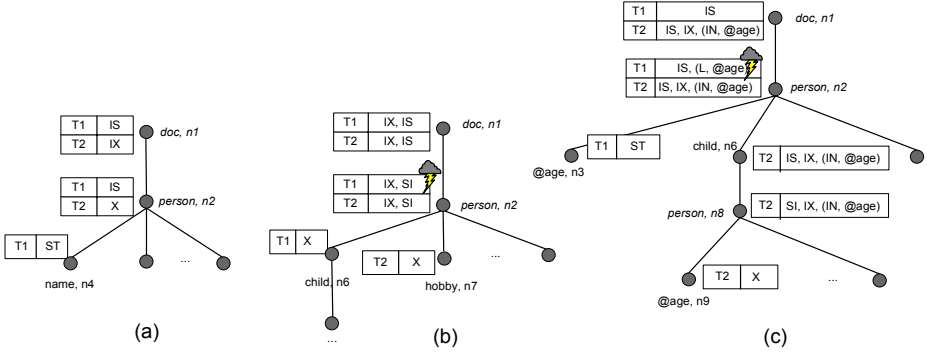 T1 IS
T2 IX
doc, n1
T1 IS
T2 X
person, n2
T1 ST
name, n4
...
(a)
T1 IX, IS
T2 IX, IS
doc, n1
T1 IX, SI
T2 IX, SI
person, n2
T1 X
child, n6
T2 X
hobby, n7
...
...
(b)
T1 IS
T2 IS, IX, (IN, @age)
doc, n1
T1 IS, (L, @age)
T2 IS, IX, (IN, @age)
person, n2
T1 ST
@age, n3
child, n6
T2 IS, IX, (IN, @age)
...
person, n8
T2 SI, IX, (IN, @age)
T2 X
@age, n9
...
(c)